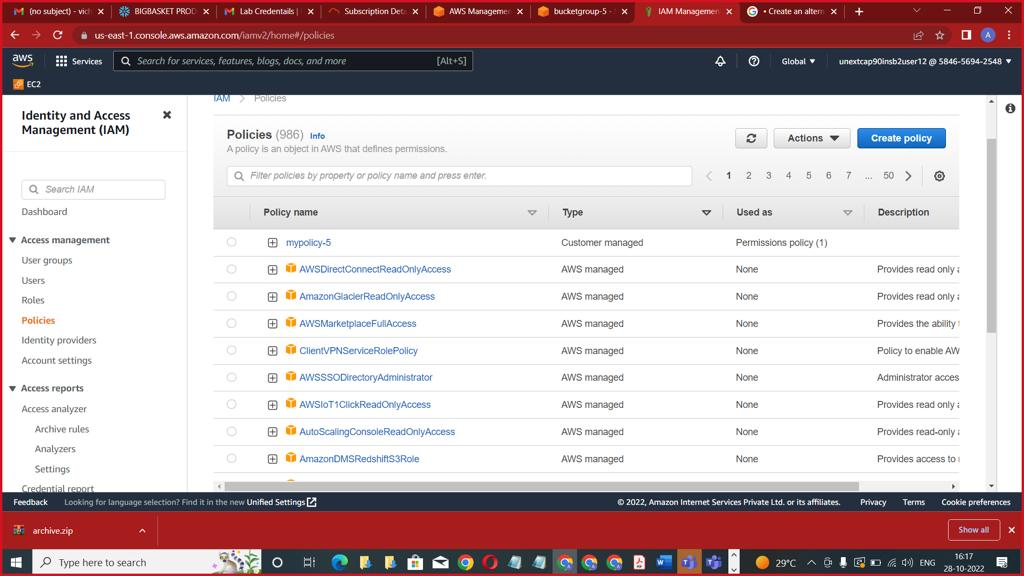 (no subject) - vich
BIGBASKET PROD
Lab Credentials |
Subscription Deta
AWS Managemen
bucketgroup-5 -
IAM Managemen
• Create an altern
us-east-1.console.aws.amazon.com/iamv2/home#/policies
A
aws
Services
Search for services, features, blogs, docs, and more
[Alt+S]
Global
unextcap90insb2user12 @ 5846-5694-2548
EC2
Identity and Access
Management (IAM)
Search IAM
Dashboard
Access management
User groups
Users
Roles
Policies
Identity providers
Account settings
Access reports
Access analyzer
Archive rules
Analyzers
Settings
Credential report
IAM > Policies
Policies (986) Info
A policy is an object in AWS that defines permissions.
Actions
Create policy
Filter policies by property or policy name and press enter.
1 2 3 4 5 6 7 ... 50
Policy name Type Used as Description
mypolicy-5 Customer managed Permissions policy (1)
AWSDirectConnectReadOnlyAccess AWS managed None Provides read only a
AmazonGlacierReadOnlyAccess AWS managed None Provides read only a
AWSMarketplaceFullAccess AWS managed None Provides the ability t
ClientVPNServiceRolePolicy AWS managed None Policy to enable AW
AWSSSODirectoryAdministrator AWS managed None Administrator acces
AWSIoT1ClickReadOnlyAccess AWS managed None Provides read only a
AutoScalingConsoleReadOnlyAccess AWS managed None Provides read-only a
AmazonDMSRedshiftS3Role AWS managed None Provides access to
Feedback Looking for language selection? Find it in the new Unified Settings
© 2022, Amazon Internet Services Private Ltd. or its affiliates. Privacy Terms Cookie preferences
archive.zip
Show all
Type here to search
29°C
ENG
16:17
28-10-2022